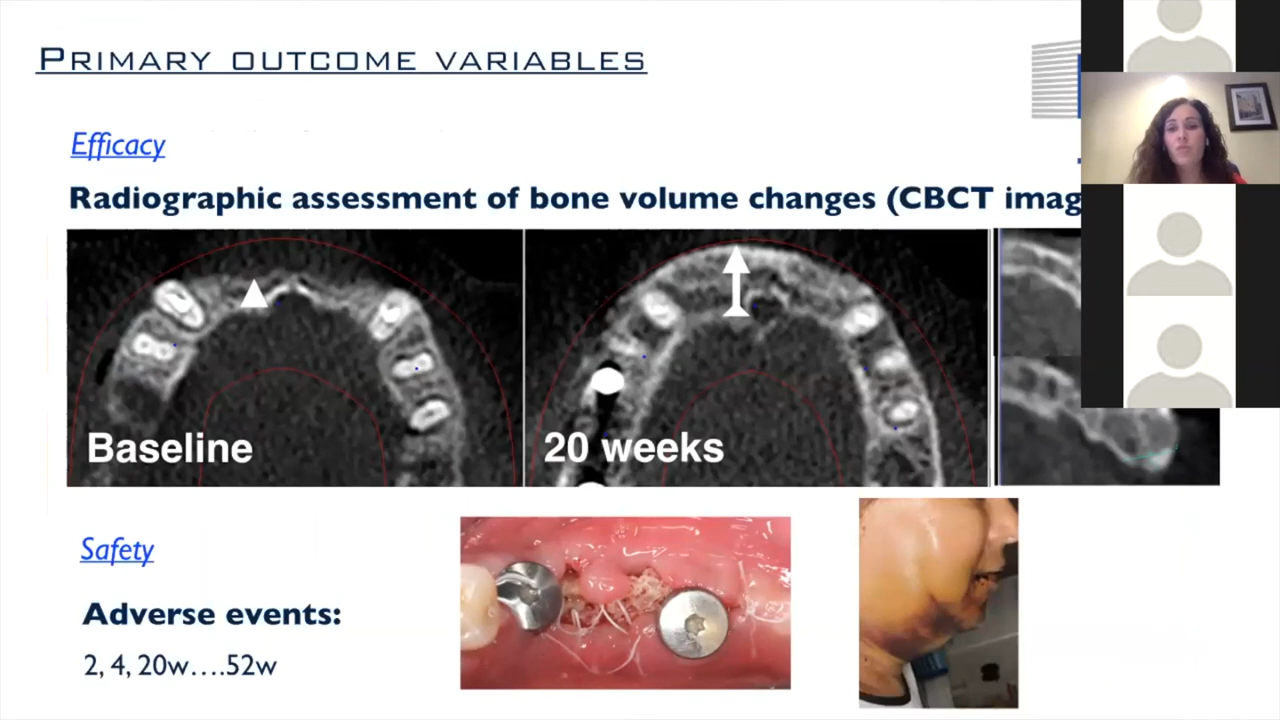 PRIMARY OUTCOME VARIABLES
Efficacy
Radiographic assessment of bone volume changes (CBCT imag
Baseline
20 weeks
Safety
Adverse events:
2, 4, 20w....52w